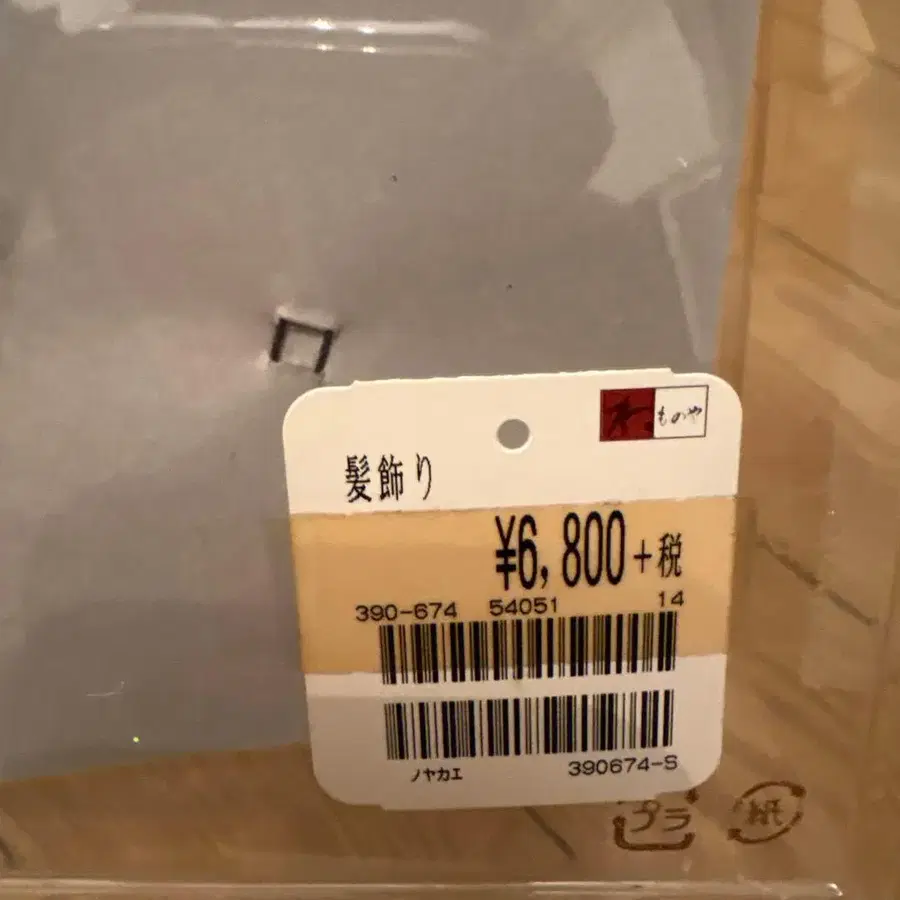 ものや
髪飾り
¥6,800+税
390-674 54051 14
ノヤカエ 390674-S
プラ 紙